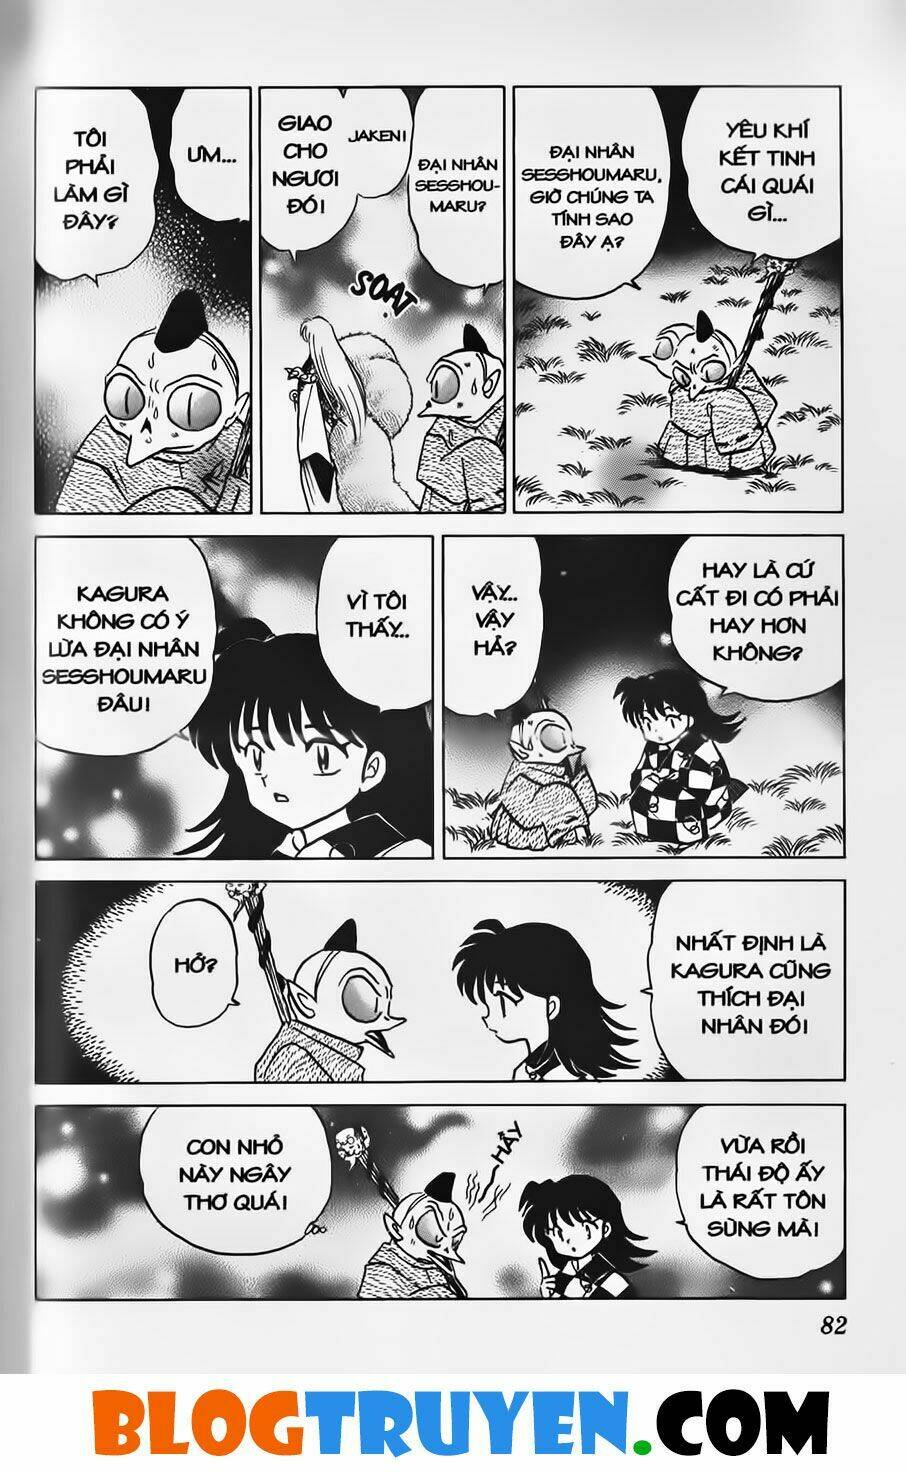 YÊU KHÍ
KẾT TINH
CÁI QUÁI
GÌ...
ĐẠI NHÂN
SESSHOUMARU,
GIỜ CHÚNG TA
TÍNH SAO
ĐÂY Ạ?
ĐẠI NHÂN
SESSHOU-
MARU?
JAKEN!
GIAO
CHO
NGƯƠI
ĐÓ!
SOẠT
ƯM...
TÔI
PHẢI
LÀM GÌ
ĐÂY?
HAY LÀ CỨ
CẤT ĐI CÓ PHẢI
HAY HƠN
KHÔNG?
VẬY...
VẬY
HẢ?
VÌ TÔI
THẤY...
KAGURA
KHÔNG CÓ Ý
LỪA ĐẠI NHÂN
SESSHOUMARU
ĐÂU!
NHẤT ĐỊNH LÀ
KAGURA CŨNG
THÍCH ĐẠI
NHÂN ĐÓ!
HỞ?
VỪA RỒI
THÁI ĐỘ ẤY
LÀ RẤT TÔN
SÙNG MÀ!
HẦY
CON NHỎ
NÀY NGÂY
THƠ QUÁ!
82
BLOGTRUYEN.COM